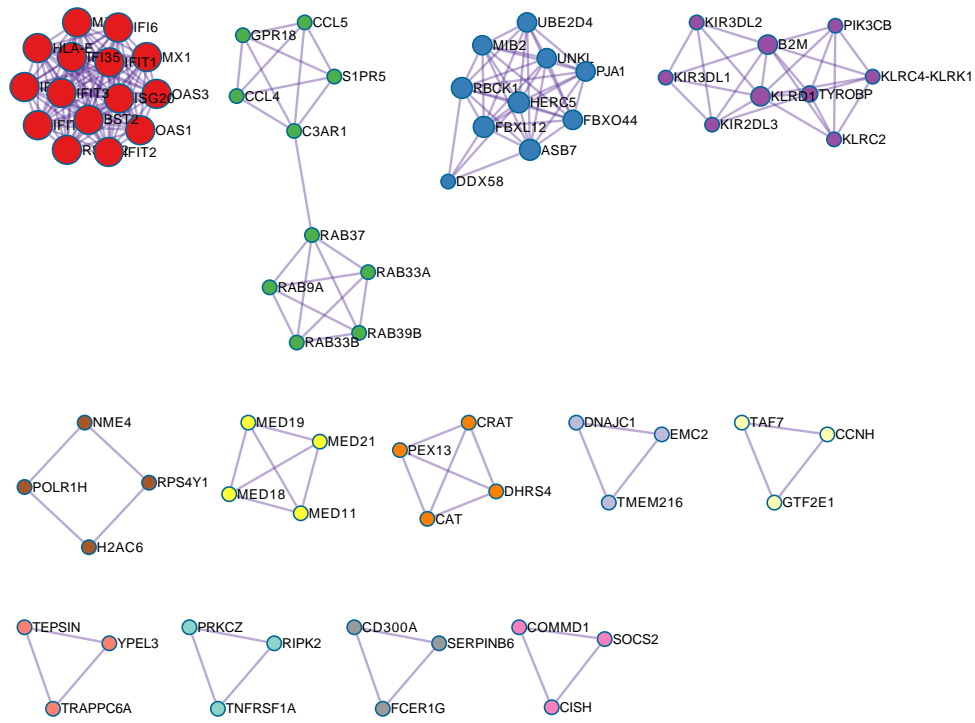 IFI6
HLA-E
IFI35
IFIT1
MX1
IFIT3
ISG20
OAS3
BST2
OAS1
IFIT2
CCL5
GPR18
S1PR5
CCL4
C3AR1
RAB37
RAB33A
RAB9A
RAB39B
RAB33B
UBE2D4
MIB2
UNKL
PJA1
RBCK1
HERC5
FBXO44
FBXL12
ASB7
DDX58
KIR3DL2
PIK3CB
B2M
KIR3DL1
KLRC4-KLRK1
KLRD1
TYROBP
KIR2DL3
KLRC2
NME4
POLR1H
RPS4Y1
H2AC6
MED19
MED21
MED18
MED11
CRAT
PEX13
DHRS4
CAT
DNAJC1
EMC2
TMEM216
TAF7
CCNH
GTF2E1
TEPSIN
YPEL3
TRAPPC6A
PRKCZ
RIPK2
TNFRSF1A
CD300A
SERPINB6
FCER1G
COMMD1
SOCS2
CISH